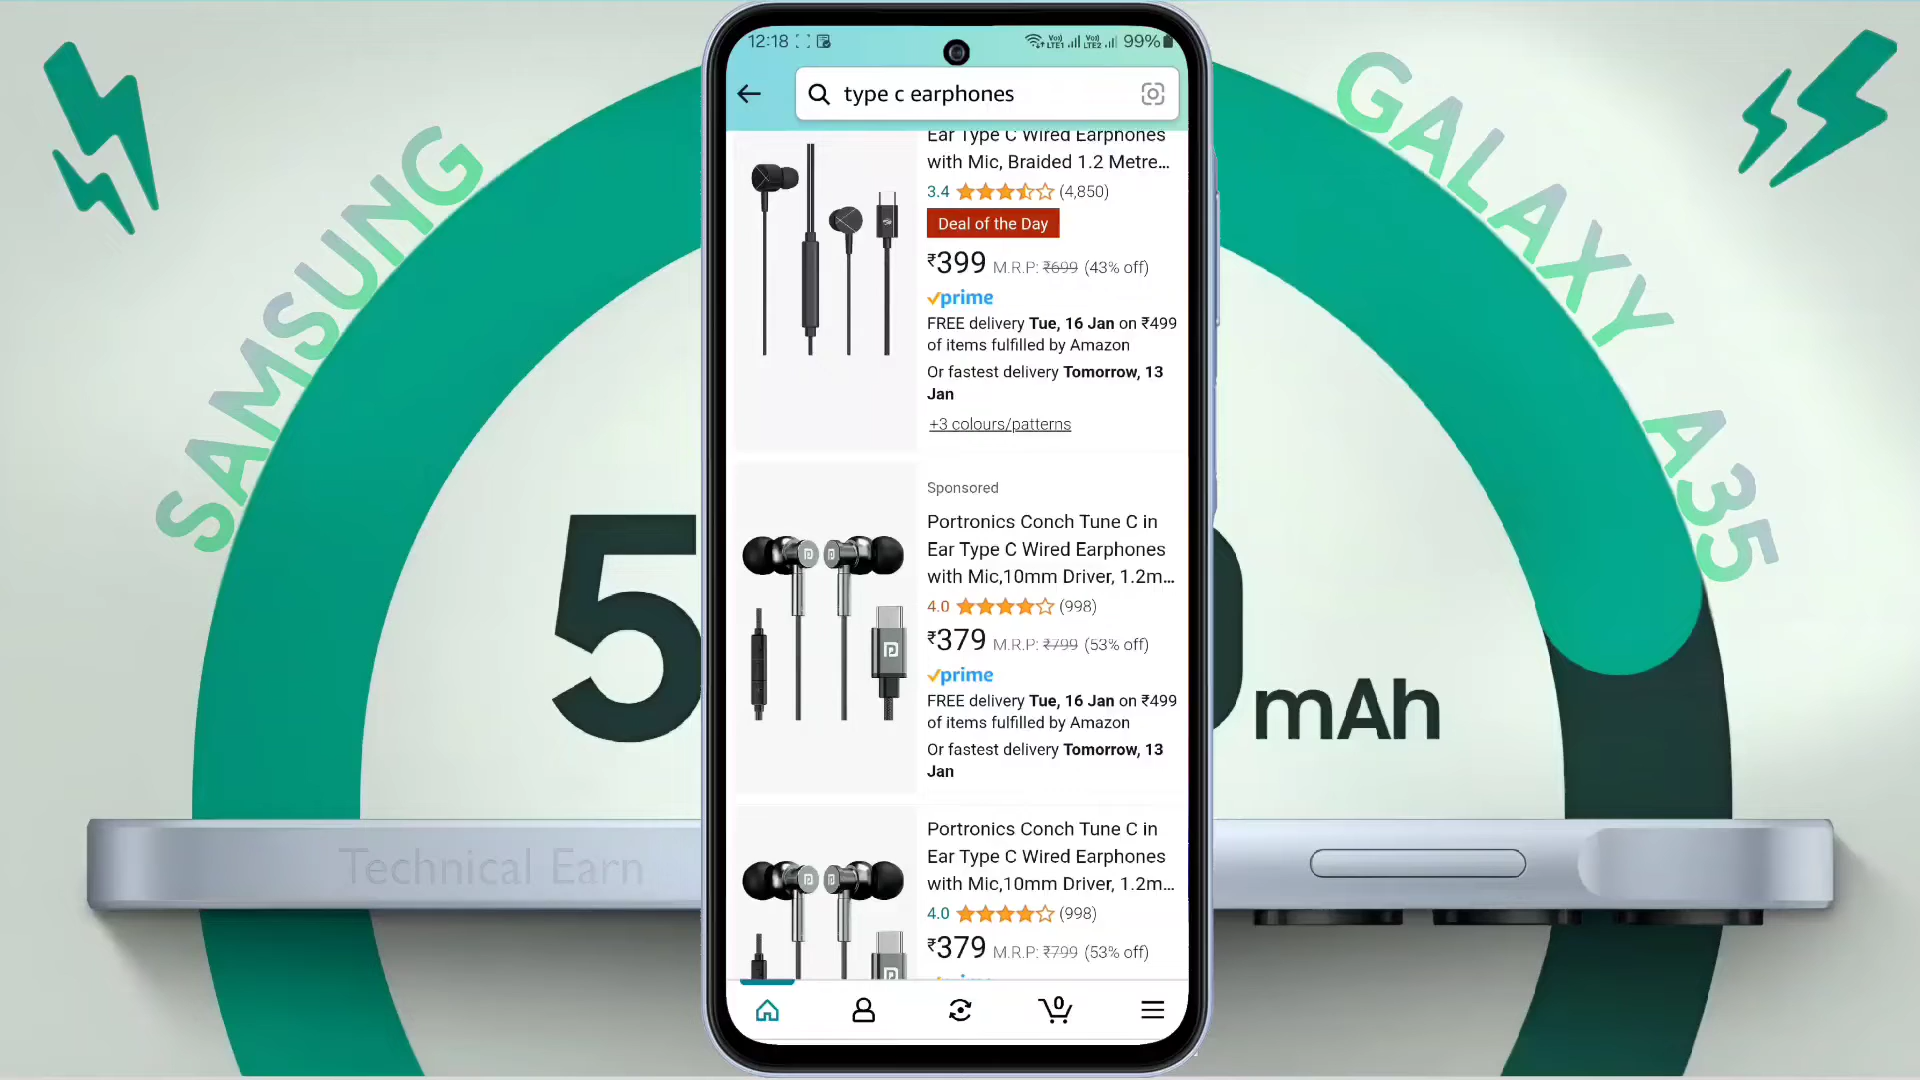 SAMSUNG
GALAXY A35
12:18
Vo) LTE1
Vo) LTE2
99%
type c earphones
Ear Type C Wired Earphones
with Mic, Braided 1.2 Metre...
3.4 (4,850)
Deal of the Day
₹399 M.R.P: ₹699 (43% off)
prime
FREE delivery Tue, 16 Jan on ₹499
of items fulfilled by Amazon
Or fastest delivery Tomorrow, 13
Jan
+3 colours/patterns
Sponsored
Portronics Conch Tune C in
Ear Type C Wired Earphones
with Mic,10mm Driver, 1.2m...
4.0 (998)
₹379 M.R.P: ₹799 (53% off)
prime
FREE delivery Tue, 16 Jan on ₹499
of items fulfilled by Amazon
Or fastest delivery Tomorrow, 13
Jan
Portronics Conch Tune C in
Ear Type C Wired Earphones
with Mic,10mm Driver, 1.2m...
4.0 (998)
₹379 M.R.P: ₹799 (53% off)
0
5
mAh
Technical Earn